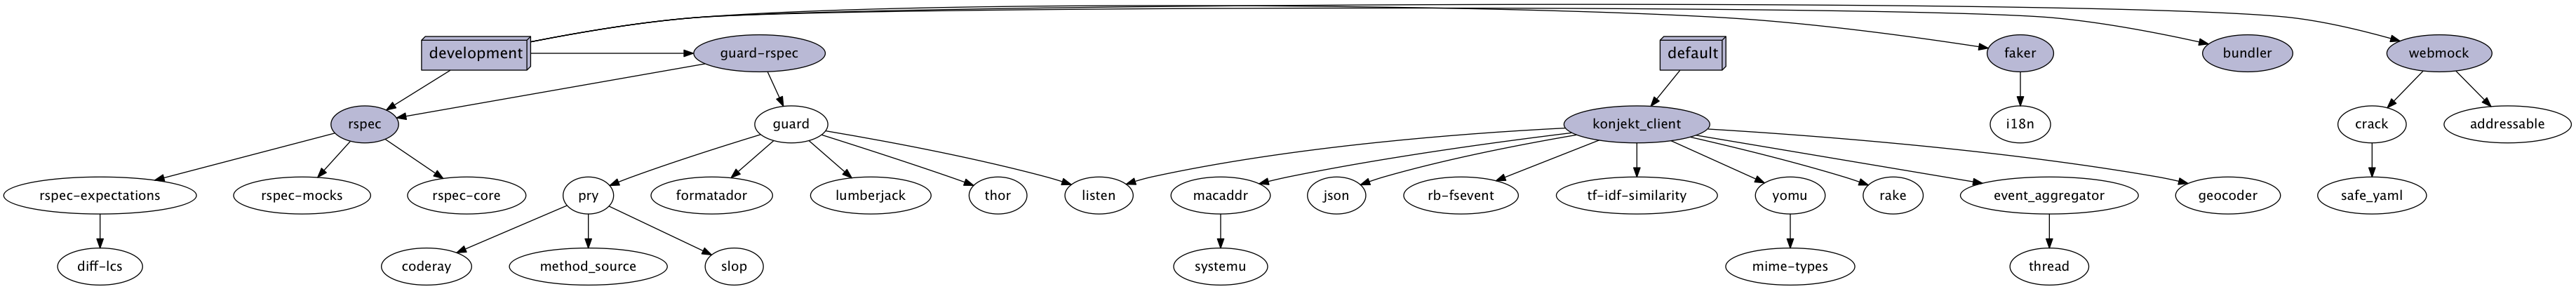 development
guard-rspec
default
faker
bundler
webmock
rspec
guard
konjekt_client
i18n
crack
addressable
rspec-expectations
rspec-mocks
rspec-core
pry
formatador
lumberjack
thor
listen
macaddr
json
rb-fsevent
tf-idf-similarity
yomu
rake
event_aggregator
geocoder
safe_yaml
diff-lcs
coderay
method_source
slop
systemu
mime-types
thread